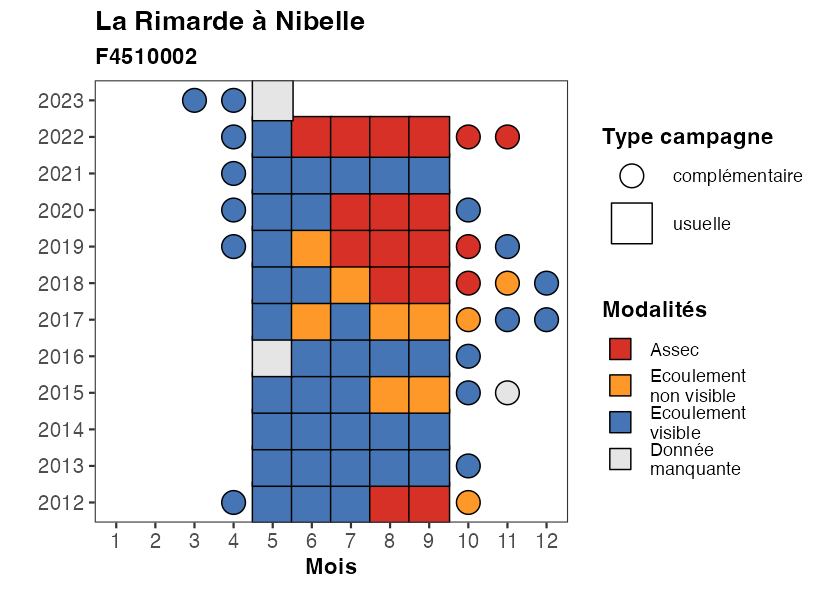 La Rimarde à Nibelle
F4510002
2023
2022
2021
2020
2019
2018
2017
2016
2015
2014
2013
2012
1 2 3 4 5 6 7 8 9 10 11 12
Mois
Type campagne
complémentaire
usuelle
Modalités
Assec
Ecoulement
non visible
Ecoulement
visible
Donnée
manquante